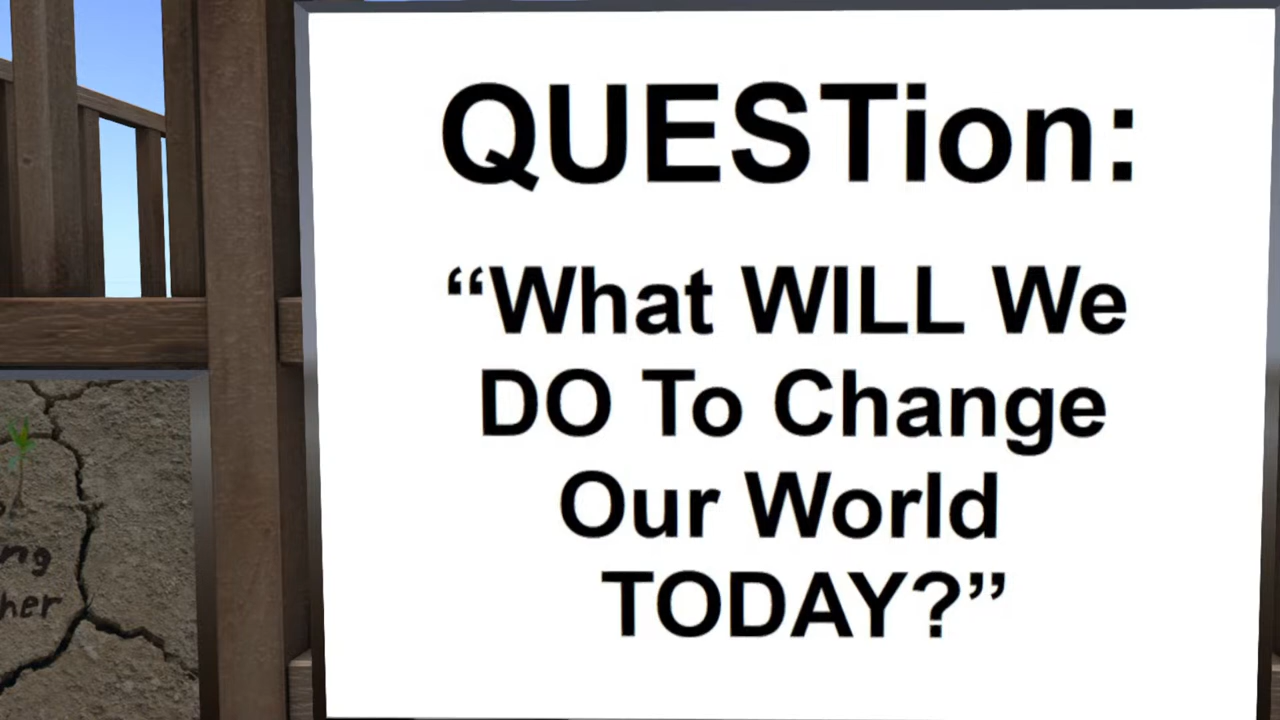 QUESTion:
“What WILL We
DO To Change
Our World
TODAY?”